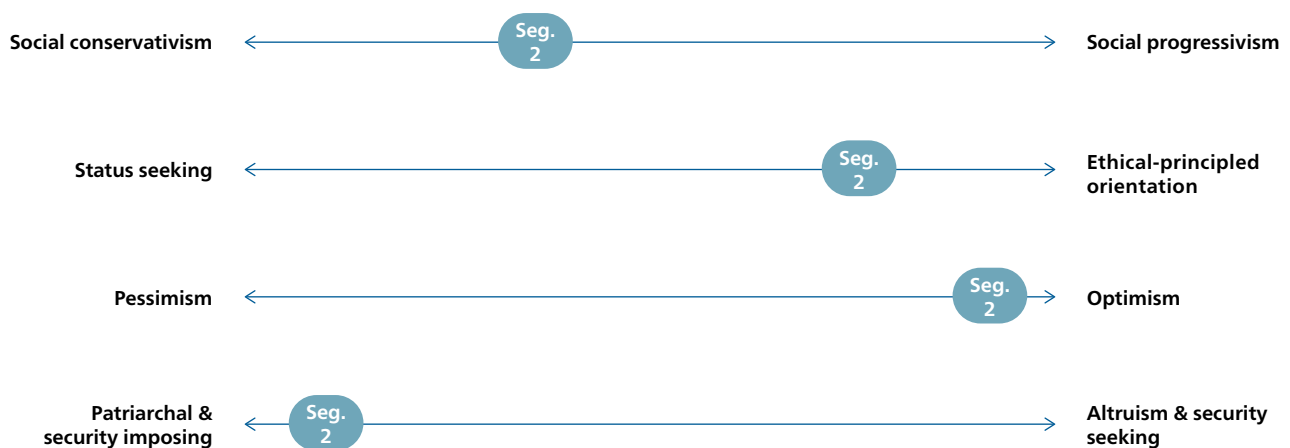 Social conservativism
Seg.
2
Social progressivism
Status seeking
Seg.
2
Ethical-principled
orientation
Pessimism
Seg.
2
Optimism
Patriarchal &
security imposing
Seg.
2
Altruism & security
seeking